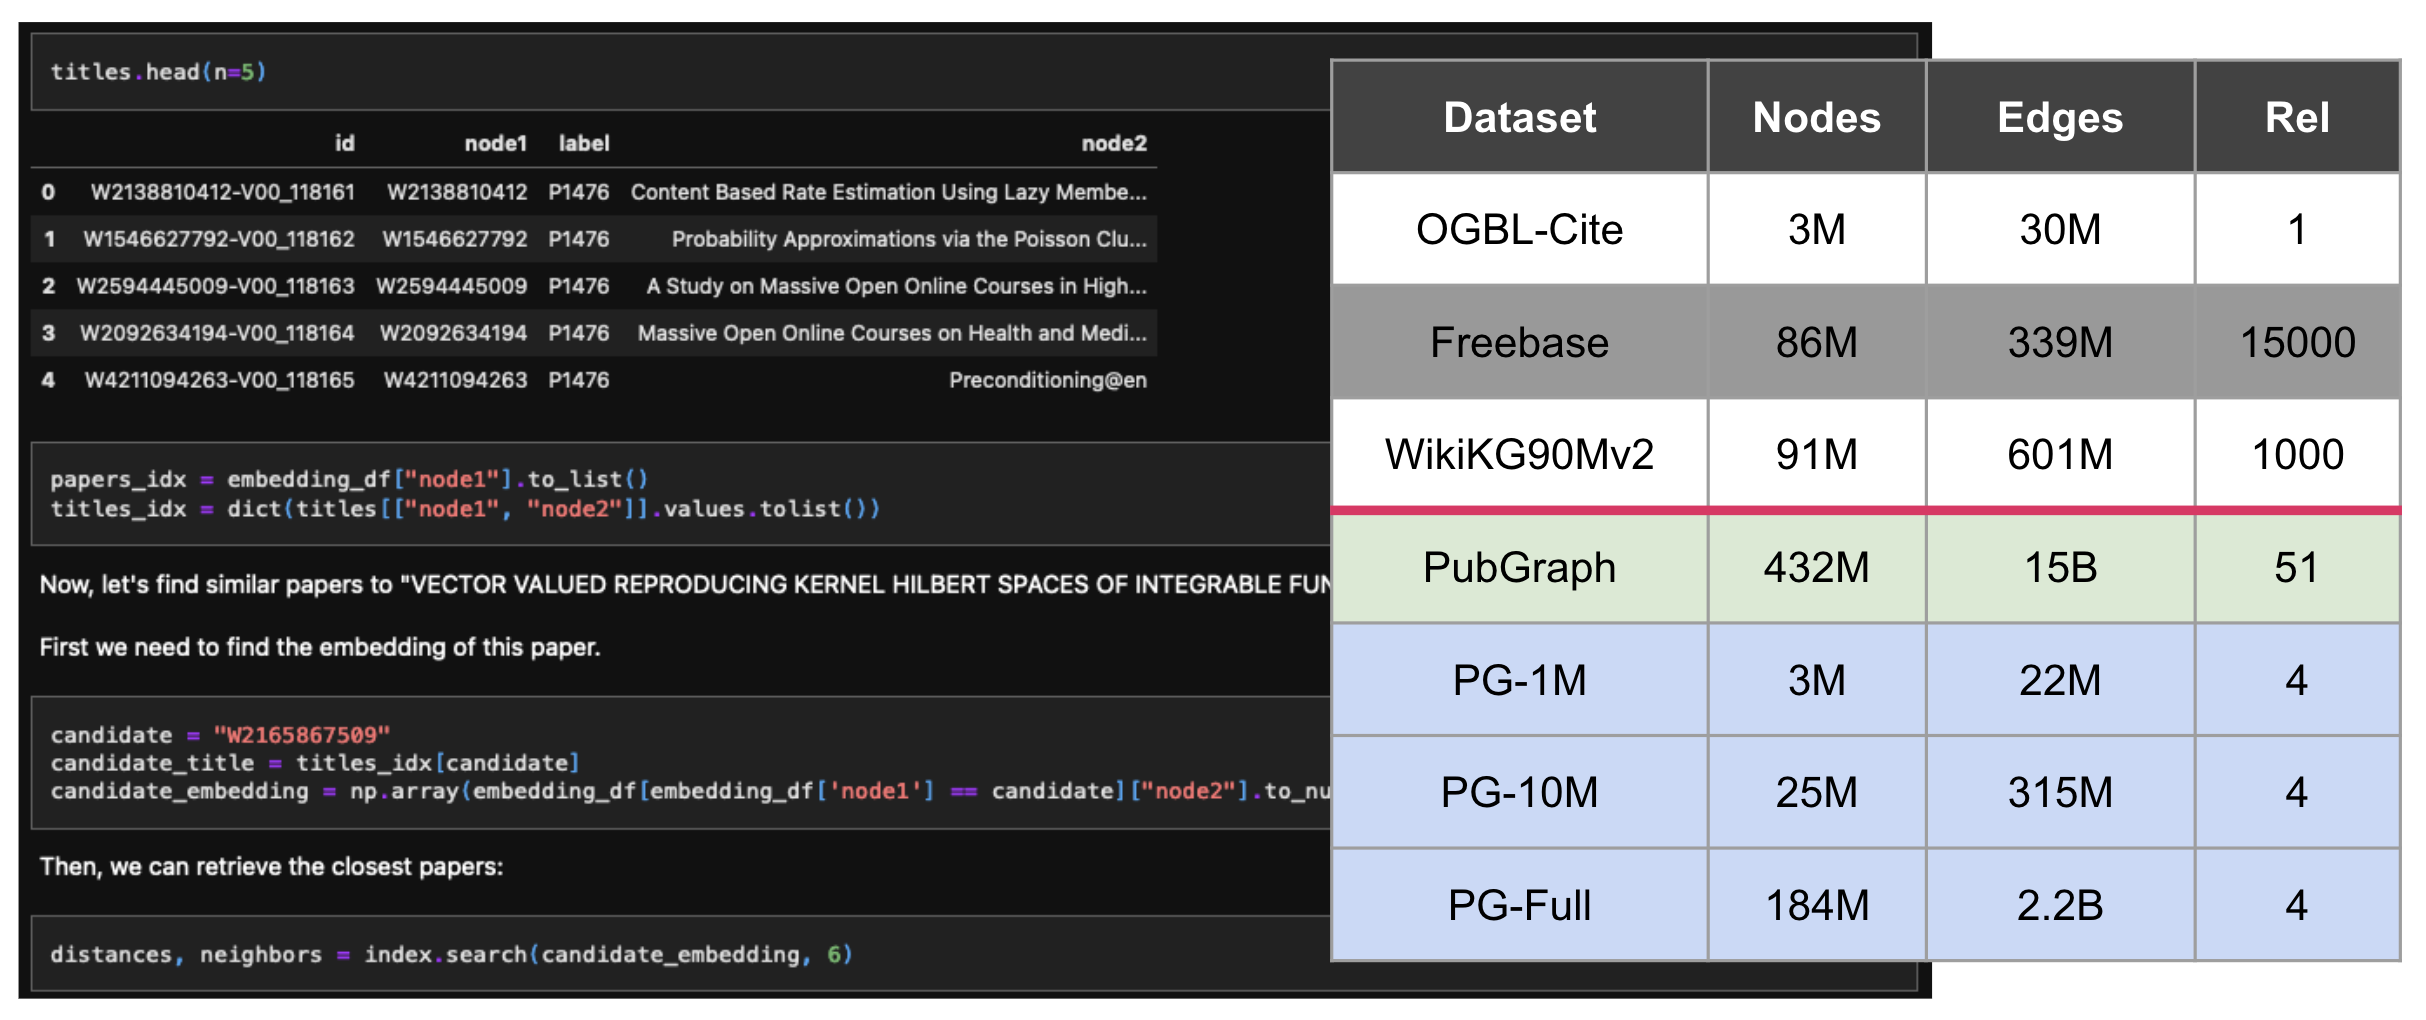 titles.head(n=5)
id node1 label node2
0 W2138810412-V00_118161 W2138810412 P1476 Content Based Rate Estimation Using Lazy Membe...
1 W1546627792-V00_118162 W1546627792 P1476 Probability Approximations via the Poisson Clu...
2 W2594445009-V00_118163 W2594445009 P1476 A Study on Massive Open Online Courses in High...
3 W2092634194-V00_118164 W2092634194 P1476 Massive Open Online Courses on Health and Medi...
4 W4211094263-V00_118165 W4211094263 P1476 Preconditioning@en
papers_idx = embedding_df["node1"].to_list()
titles_idx = dict(titles[["node1", "node2"]].values.tolist())
Now, let's find similar papers to "VECTOR VALUED REPRODUCING KERNEL HILBERT SPACES OF INTEGRABLE FUN
First we need to find the embedding of this paper.
candidate = "W2165867509"
candidate_title = titles_idx[candidate]
candidate_embedding = np.array(embedding_df[embedding_df['node1'] == candidate]["node2"].to_nu
Then, we can retrieve the closest papers:
distances, neighbors = index.search(candidate_embedding, 6)
Dataset Nodes Edges Rel
OGBL-Cite 3M 30M 1
Freebase 86M 339M 15000
WikiKG90Mv2 91M 601M 1000
PubGraph 432M 15B 51
PG-1M 3M 22M 4
PG-10M 25M 315M 4
PG-Full 184M 2.2B 4